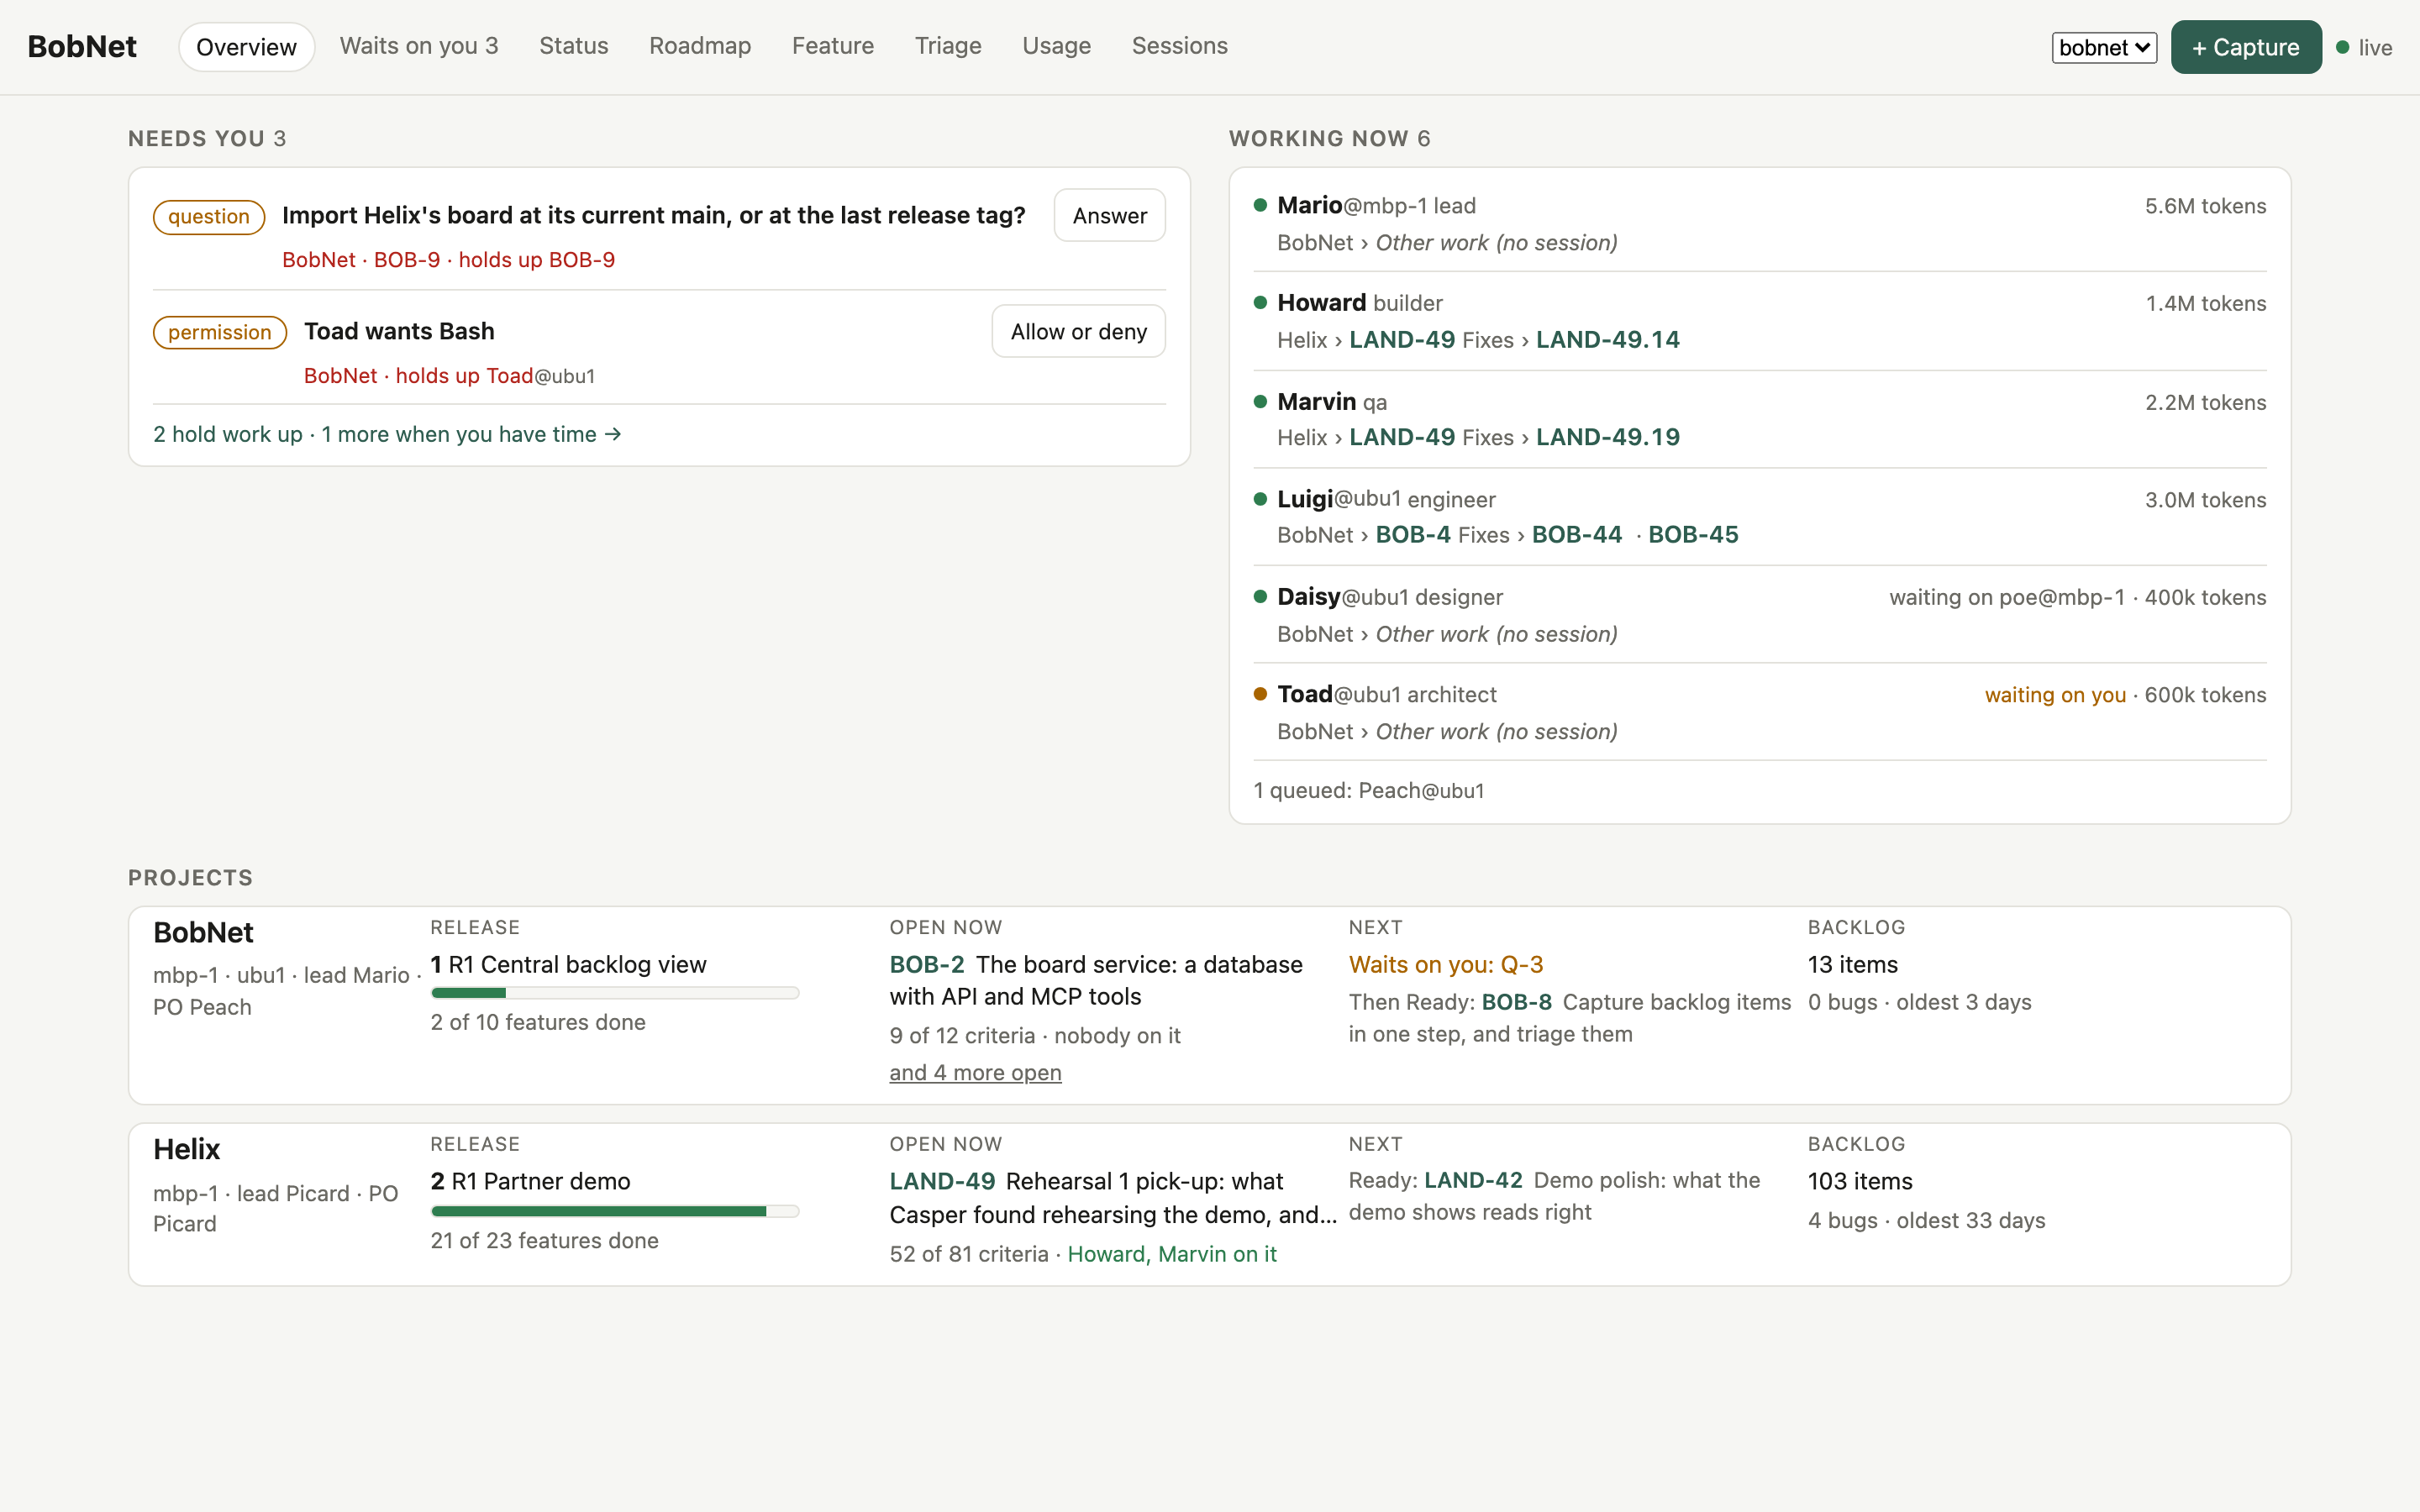 BobNet Overview Waits on you 3 Status Roadmap Feature Triage Usage Sessions bobnet + Capture live
NEEDS YOU 3
question Import Helix's board at its current main, or at the last release tag? Answer
BobNet · BOB-9 · holds up BOB-9
permission Toad wants Bash Allow or deny
BobNet · holds up Toad@ubu1
2 hold work up · 1 more when you have time →
WORKING NOW 6
Mario@mbp-1 lead 5.6M tokens
BobNet › Other work (no session)
Howard builder 1.4M tokens
Helix › LAND-49 Fixes › LAND-49.14
Marvin qa 2.2M tokens
Helix › LAND-49 Fixes › LAND-49.19
Luigi@ubu1 engineer 3.0M tokens
BobNet › BOB-4 Fixes › BOB-44 · BOB-45
Daisy@ubu1 designer waiting on poe@mbp-1 · 400k tokens
BobNet › Other work (no session)
Toad@ubu1 architect waiting on you · 600k tokens
BobNet › Other work (no session)
1 queued: Peach@ubu1
PROJECTS
BobNet
mbp-1 · ubu1 · lead Mario ·
PO Peach
RELEASE
1 R1 Central backlog view
2 of 10 features done
OPEN NOW
BOB-2 The board service: a database
with API and MCP tools
9 of 12 criteria · nobody on it
and 4 more open
NEXT
Waits on you: Q-3
Then Ready: BOB-8 Capture backlog items
in one step, and triage them
BACKLOG
13 items
0 bugs · oldest 3 days
Helix
mbp-1 · lead Picard · PO
Picard
RELEASE
2 R1 Partner demo
21 of 23 features done
OPEN NOW
LAND-49 Rehearsal 1 pick-up: what
Casper found rehearsing the demo, and...
52 of 81 criteria · Howard, Marvin on it
NEXT
Ready: LAND-42 Demo polish: what the
demo shows reads right
BACKLOG
103 items
4 bugs · oldest 33 days